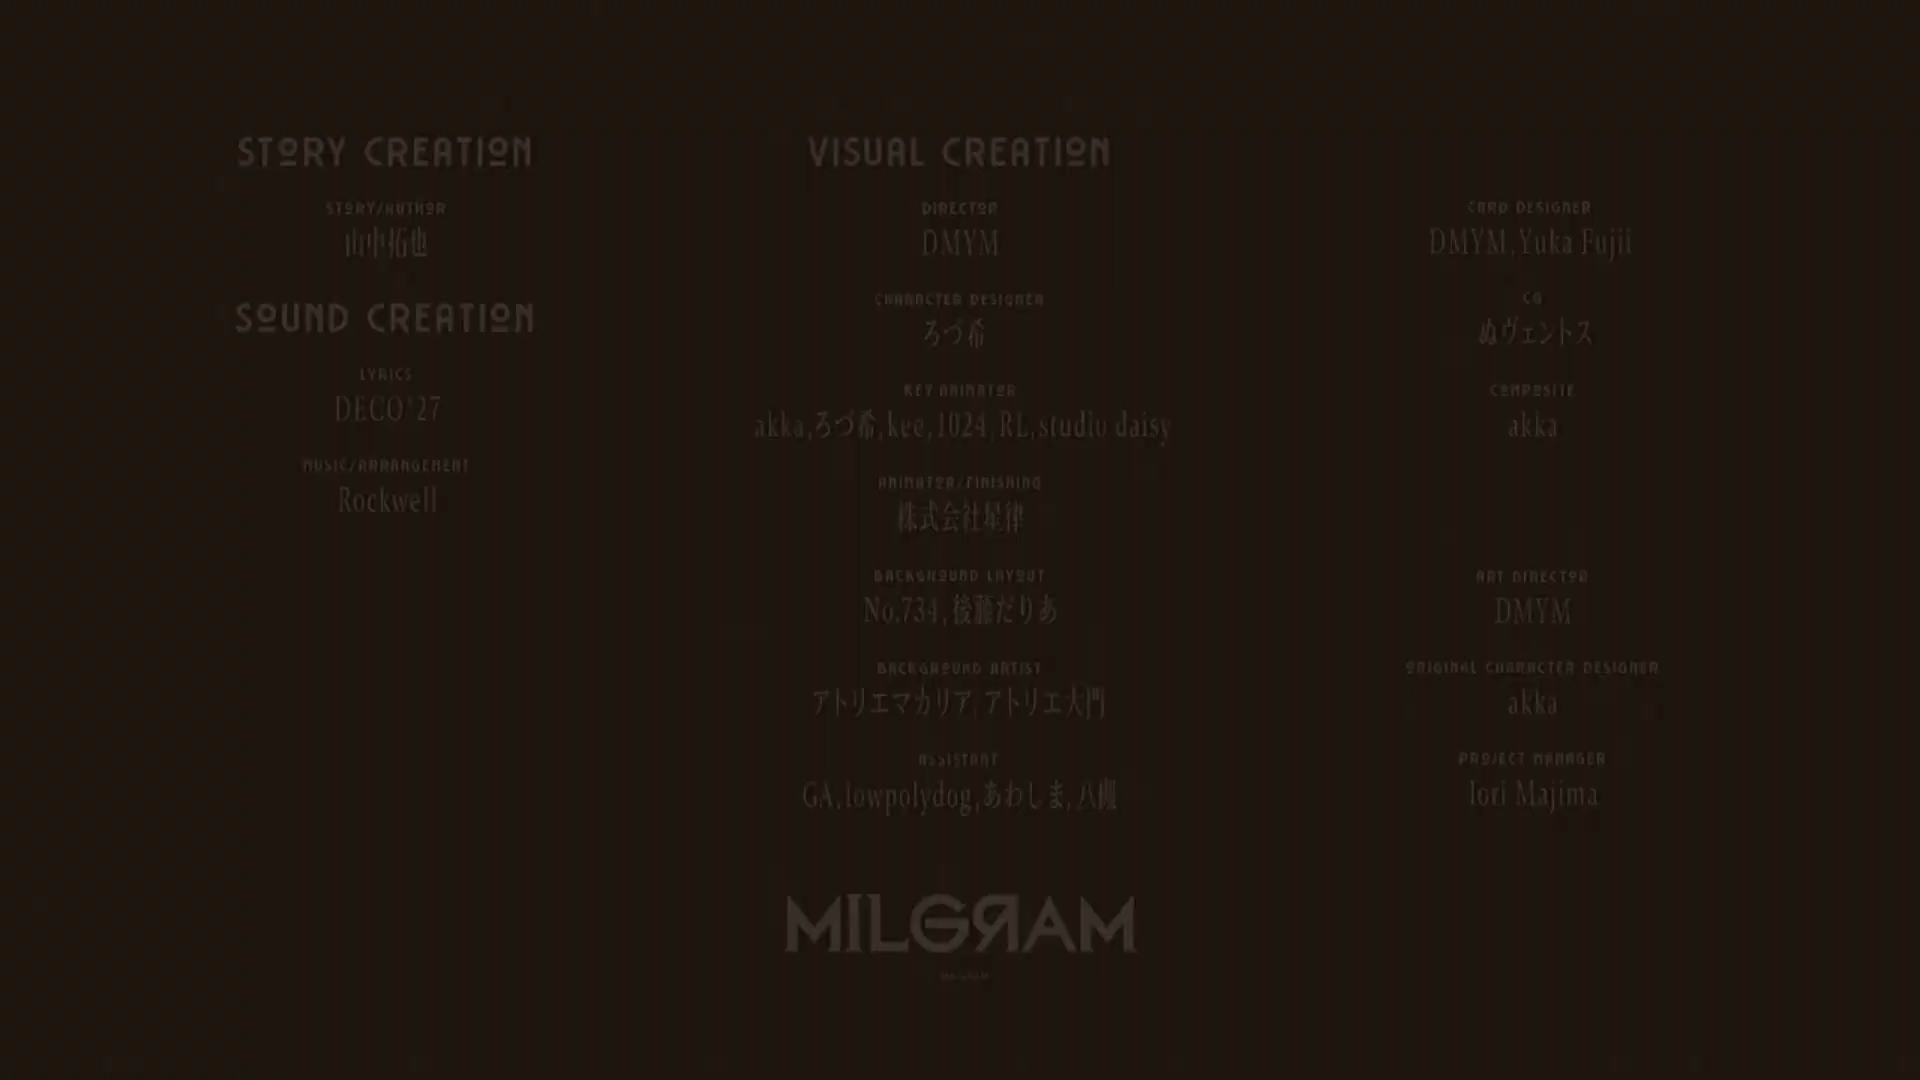 STORY CREATION
STORY/AUTHOR
山中拓也
SOUND CREATION
LYRICS
DECO*27
MUSIC/ARRANGEMENT
Rockwell
VISUAL CREATION
DIRECTOR
DMYM
CHARACTER DESIGNER
ろづ希
KEY ANIMATOR
akka,ろづ希,kee,1024,RL,studio daisy
ANIMATOR/FINISHING
株式会社星律
BACKGROUND LAYOUT
No.734,後藤だりあ
BACKGROUND ARTIST
アトリエマカリア,アトリエ大門
ASSISTANT
GA,lowpolydog,あわしま,八槻
CARD DESIGNER
DMYM,Yuka Fujii
CG
ぬヴェントス
COMPOSITE
akka
ART DIRECTOR
DMYM
ORIGINAL CHARACTER DESIGNER
akka
PROJECT MANAGER
Iori Majima
MILGRAM